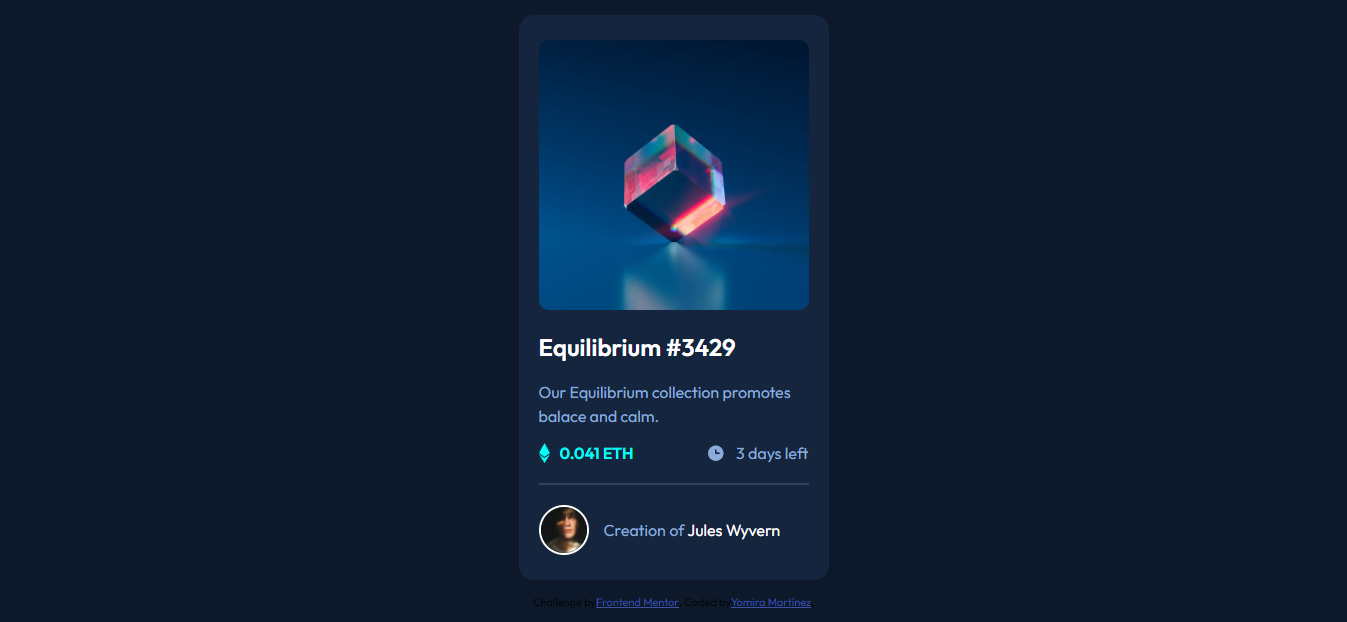 Equilibrium #3429
Our Equilibrium collection promotes
balace and calm.
0.041 ETH
3 days left
Creation of Jules Wyvern
Challenge by Frontend Mentor. Coded by Yomira Martinez